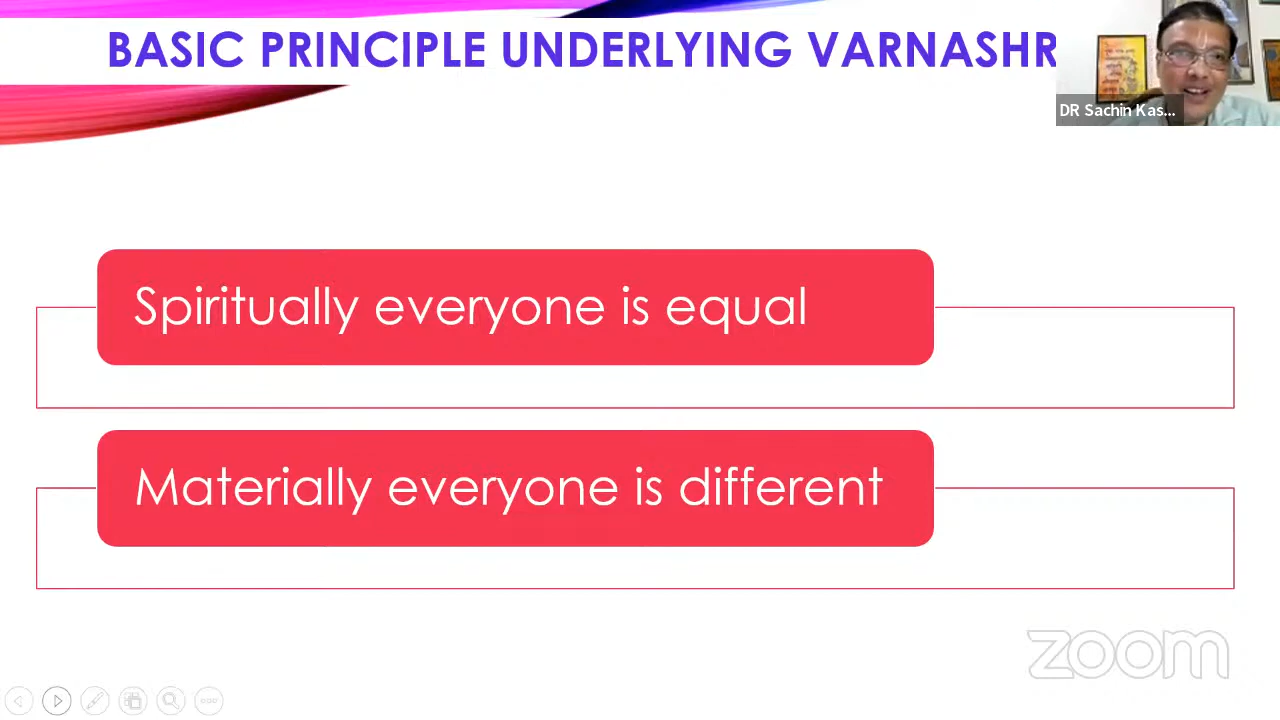 BASIC PRINCIPLE UNDERLYING VARNASHR
DR Sachin Kas...
Spiritually everyone is equal
Materially everyone is different
zoom